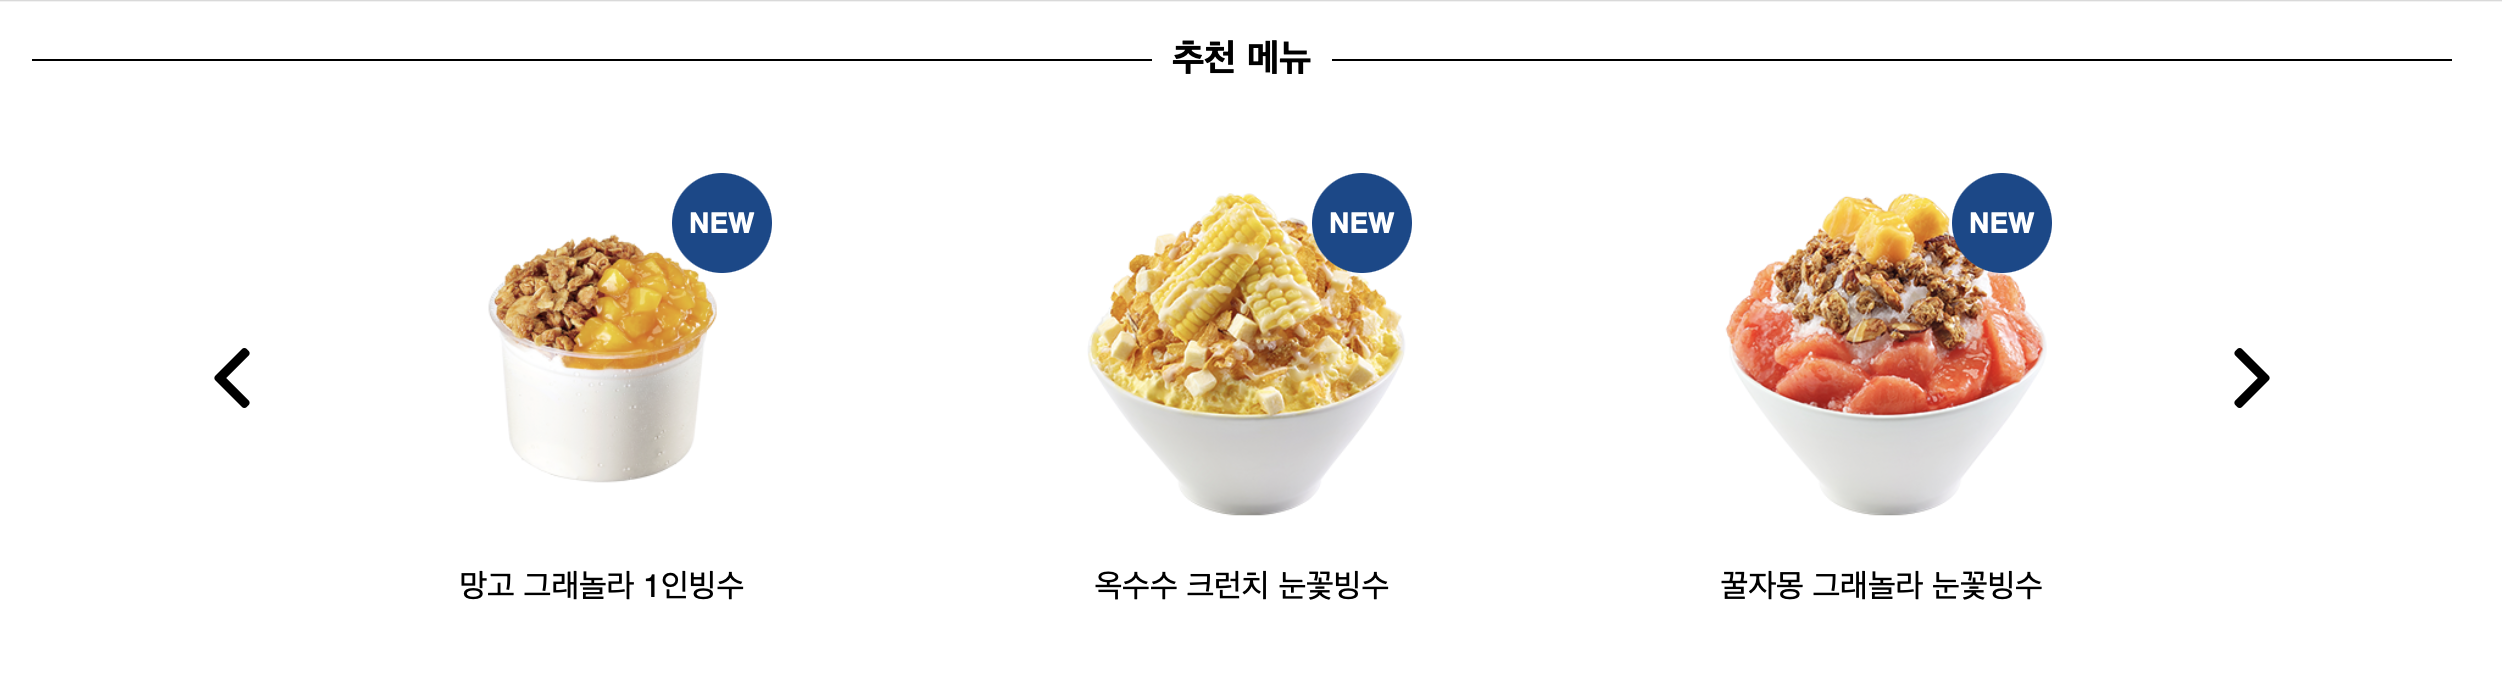 추천 메뉴
NEW
NEW
NEW
망고 그래놀라 1인빙수
옥수수 크런치 눈꽃빙수
꿀자몽 그래놀라 눈꽃빙수